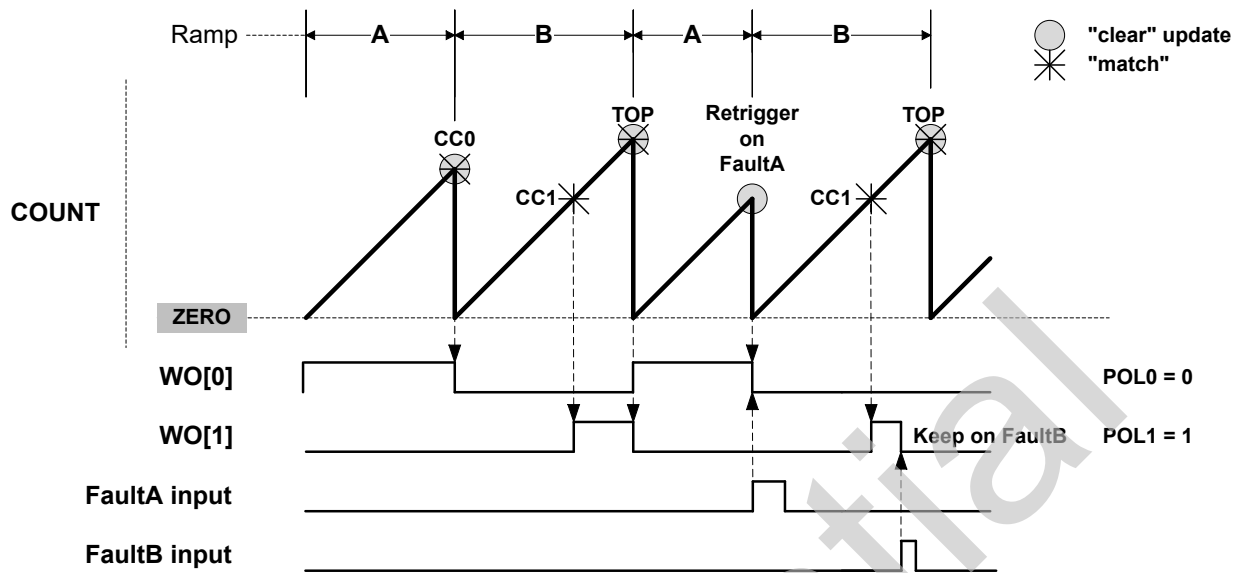 Ramp A B A B
"clear" update
"match"
TOP Retrigger TOP
on
CC0 FaultA
CC1 CC1
COUNT
ZERO
WO[0] POL0 = 0
WO[1] Keep on FaultB POL1 = 1
FaultA input
FaultB input
tial